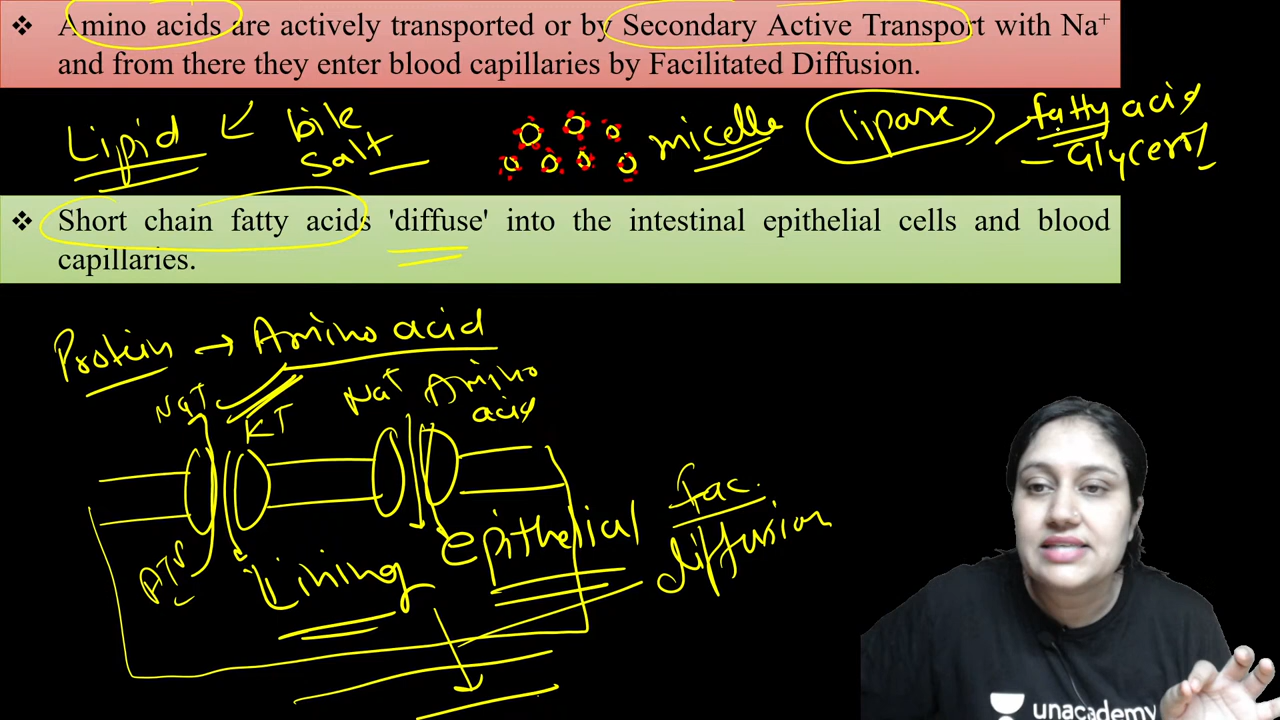 ❖ Amino acids are actively transported or by Secondary Active Transport with Na⁺
and from there they enter blood capillaries by Facilitated Diffusion.
Lipid bile salt micelle lipase fatty acid
- Glycerol
❖ Short chain fatty acids 'diffuse' into the intestinal epithelial cells and blood
capillaries.
Protein → Amino acid
Na⁺ K⁺ Na⁺ Amino acid
ATP
Lining epithelial
fac.
diffusion
unacademy